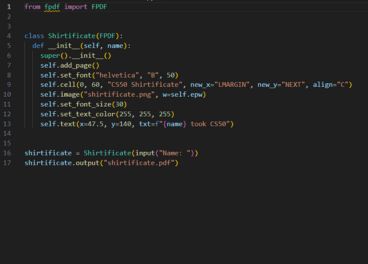 1 from fpdf import FPDF
2
3
4 class Shirtificate(FPDF):
5 def __init__(self, name):
6 super().__init__()
7 self.add_page()
8 self.set_font("helvetica", "B", 50)
9 self.cell(0, 60, "CS50 Shirtificate", new_x="LMARGIN", new_y="NEXT", align="C")
10 self.image("shirtificate.png", w=self.epw)
11 self.set_font_size(30)
12 self.set_text_color(255, 255, 255)
13 self.text(x=47.5, y=140, txt=f"{name} took CS50")
14
15
16 shirtificate = Shirtificate(input("Name: "))
17 shirtificate.output("shirtificate.pdf")